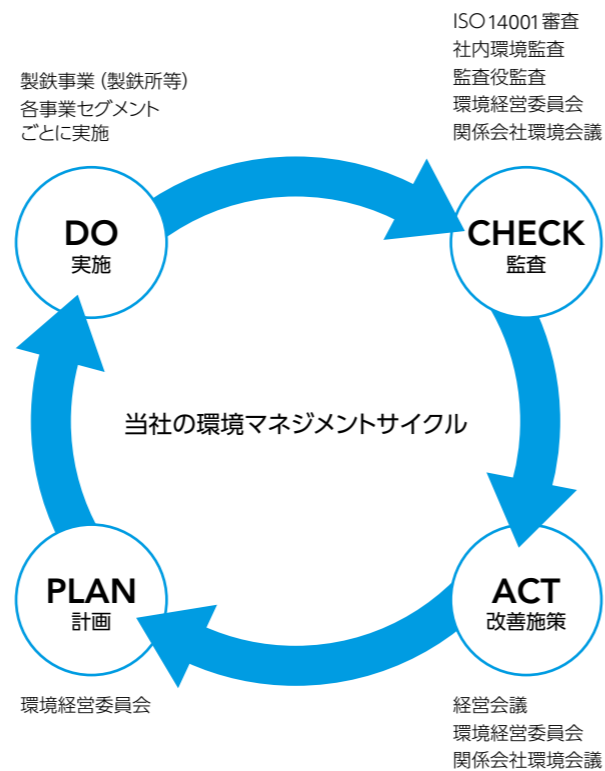 製鉄事業（製鉄所等）
各事業セグメント
ごとに実施
ISO14001審査
社内環境監査
監査役監査
環境経営委員会
関係会社環境会議
DO
実施
CHECK
監査
当社の環境マネジメントサイクル
PLAN
計画
ACT
改善施策
環境経営委員会
経営会議
環境経営委員会
関係会社環境会議